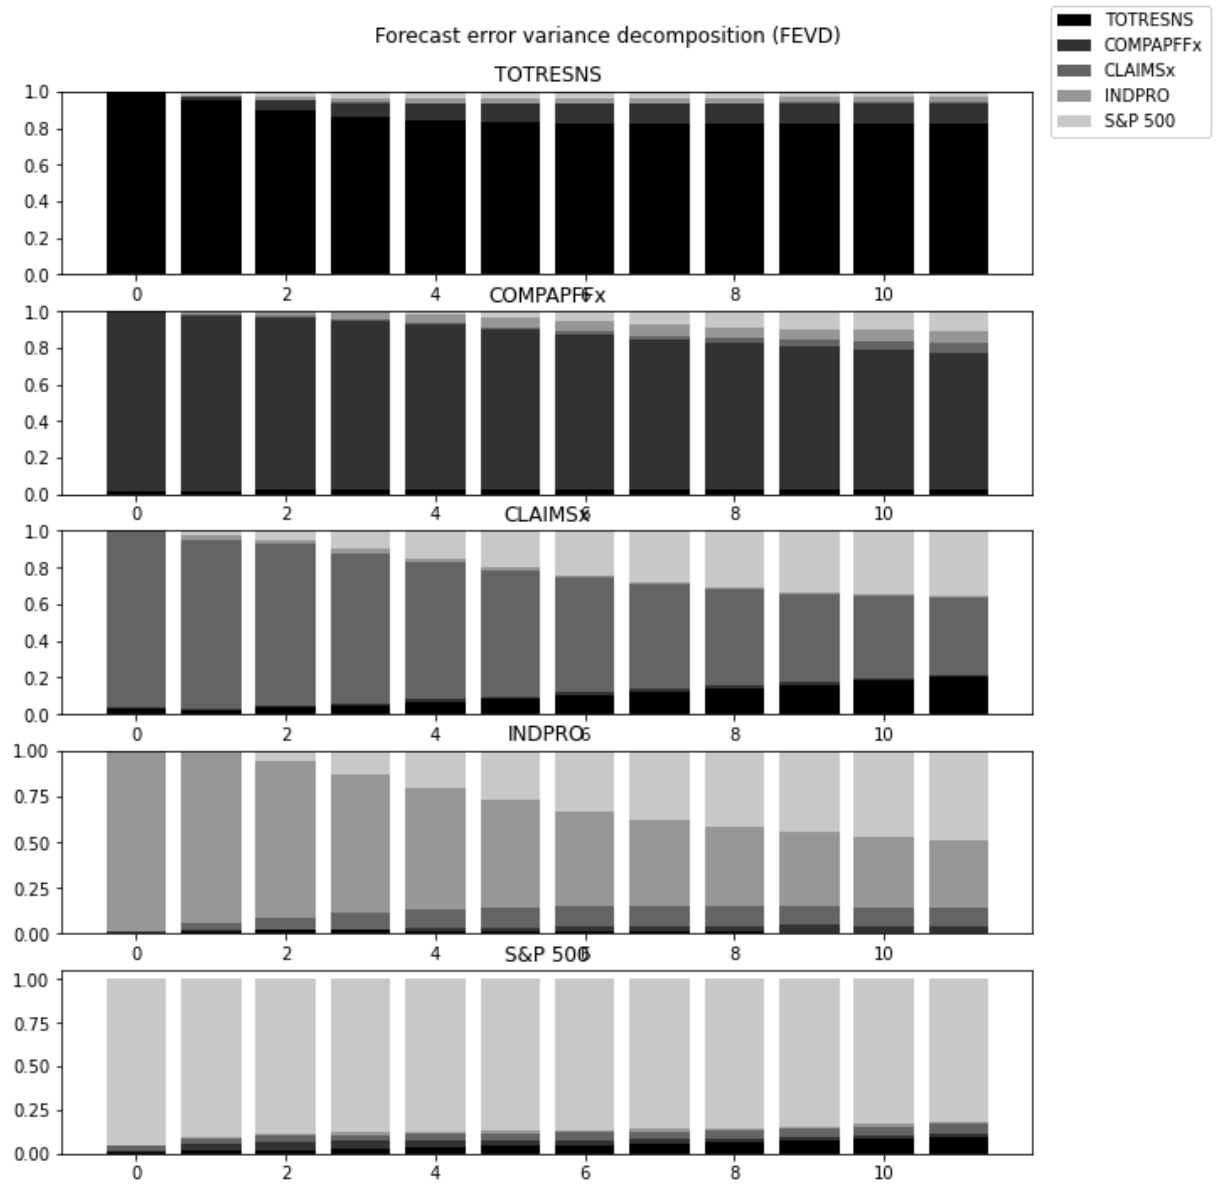 Forecast error variance decomposition (FEVD)
TOTRESNS
COMPAPFFx
CLAIMSx
INDPRO
S&P 500
TOTRESNS
1.0
0.8
0.6
0.4
0.2
0.0
0 2 4 6 8 10
COMPAPFFx
1.0
0.8
0.6
0.4
0.2
0.0
0 2 4 6 8 10
CLAIMSx
1.0
0.8
0.6
0.4
0.2
0.0
0 2 4 6 8 10
INDPRO
1.00
0.75
0.50
0.25
0.00
0 2 4 6 8 10
S&P 500
1.00
0.75
0.50
0.25
0.00
0 2 4 6 8 10